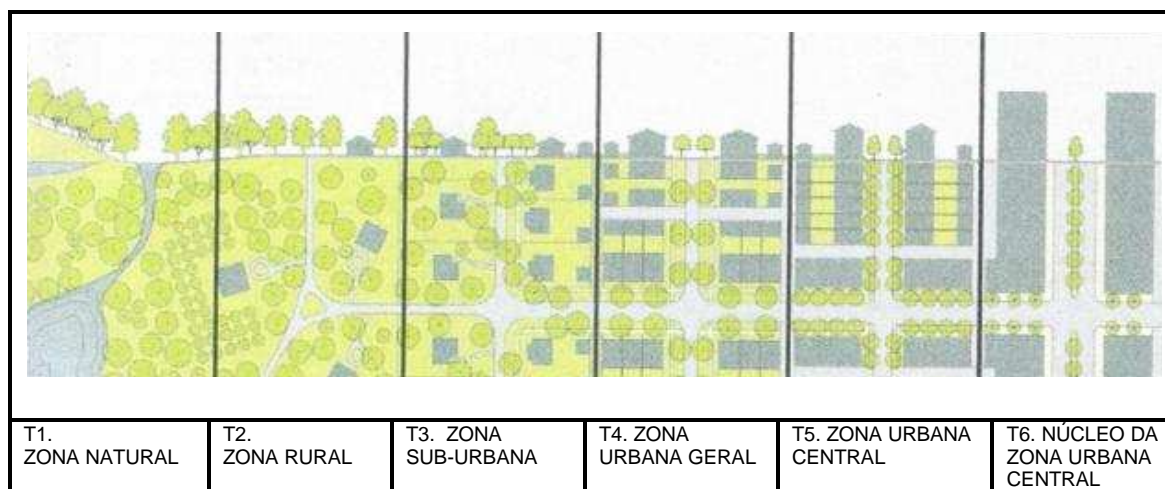 T1.
ZONA NATURAL
T2.
ZONA RURAL
T3. ZONA
SUB-URBANA
T4. ZONA
URBANA GERAL
T5. ZONA URBANA
CENTRAL
T6. NÚCLEO DA
ZONA URBANA
CENTRAL